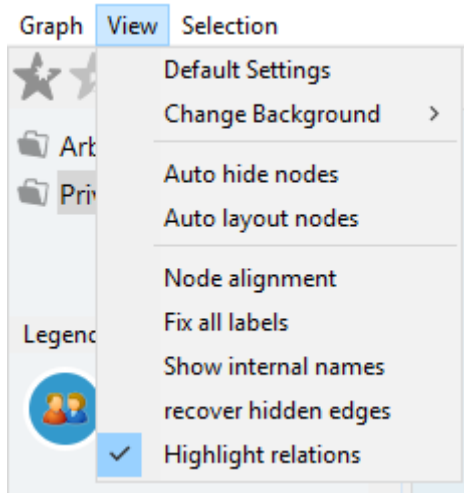 Graph View Selection
Default Settings
Change Background
Auto hide nodes
Auto layout nodes
Node alignment
Fix all labels
Show internal names
recover hidden edges
Highlight relations